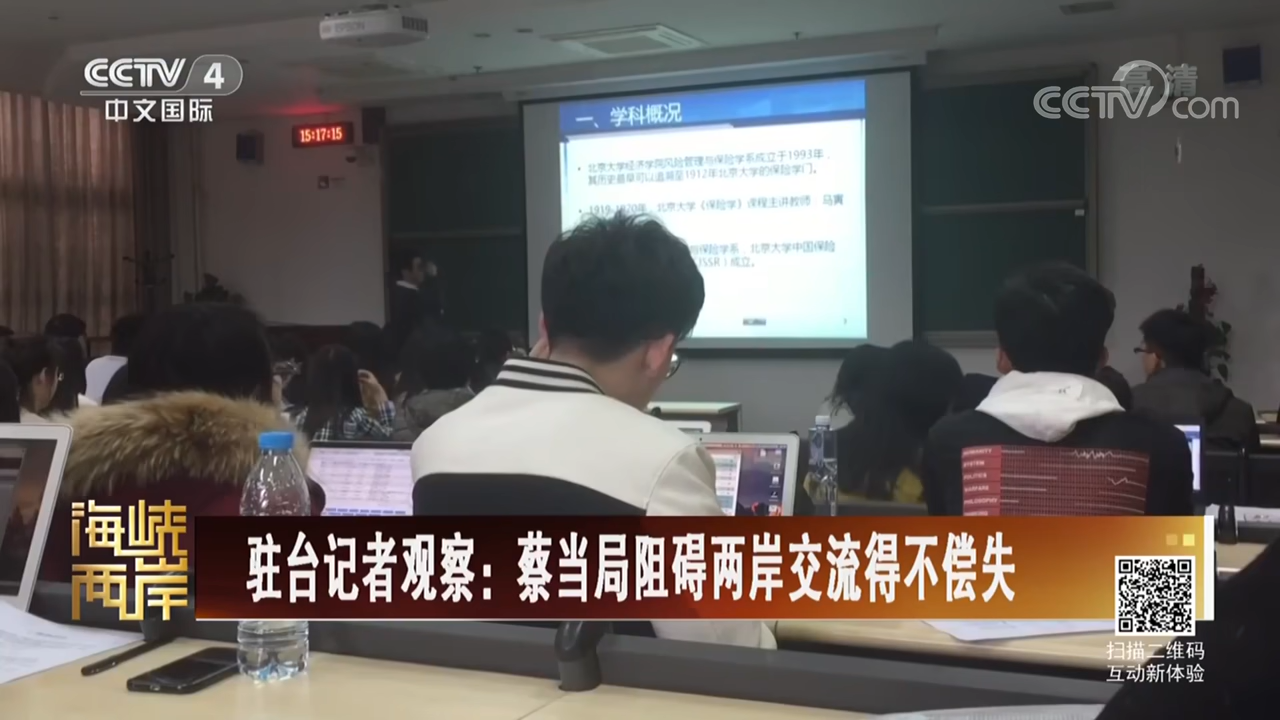 EPSON
CCTV 4
中文国际
高清
CCTV.com
15:17:15
一、学科概况
• 北京大学经济学院风险管理与保险学系成立于1993年，
其历史最早可以追溯至1912年北京大学的保险学门。
北京大学《保险学》课程主讲教师 马寅
与保险学系，北京大学中国保险
）成立。
SYSTEM
POLITICS
WARFARE
PHILOSOPHY
海峡
两岸
驻台记者观察：蔡当局阻碍两岸交流得不偿失
扫描二维码
互动新体验